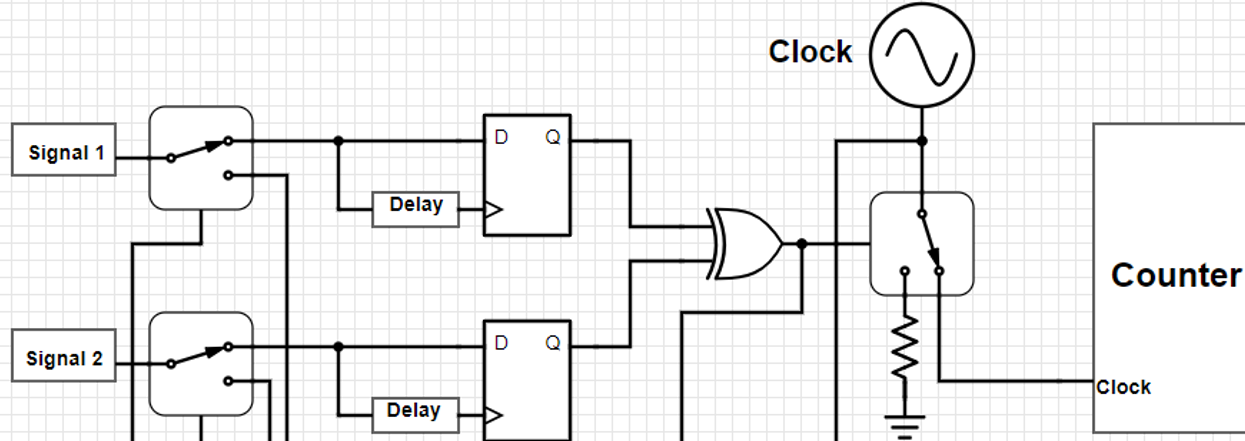 Clock
Signal 1
D Q
Delay
Counter
Signal 2
D Q
Delay
Clock